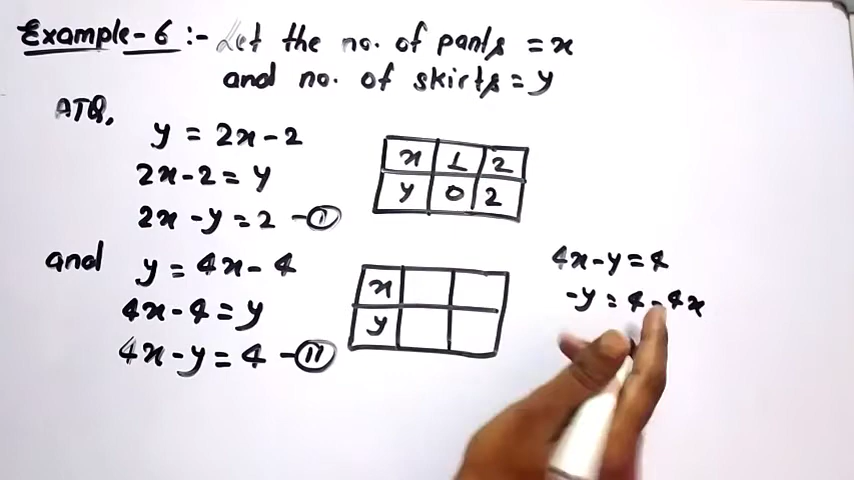 Example-6 :- Let the no. of pants = x
and no. of skirts = y
ATQ,
y = 2x-2
2x-2 = y
2x-y = 2 - I
x 1 2
y 0 2
and y = 4x-4
4x-4 = y
4x-y = 4 - II
x
y
4x-y = 4
-y = 4-4x